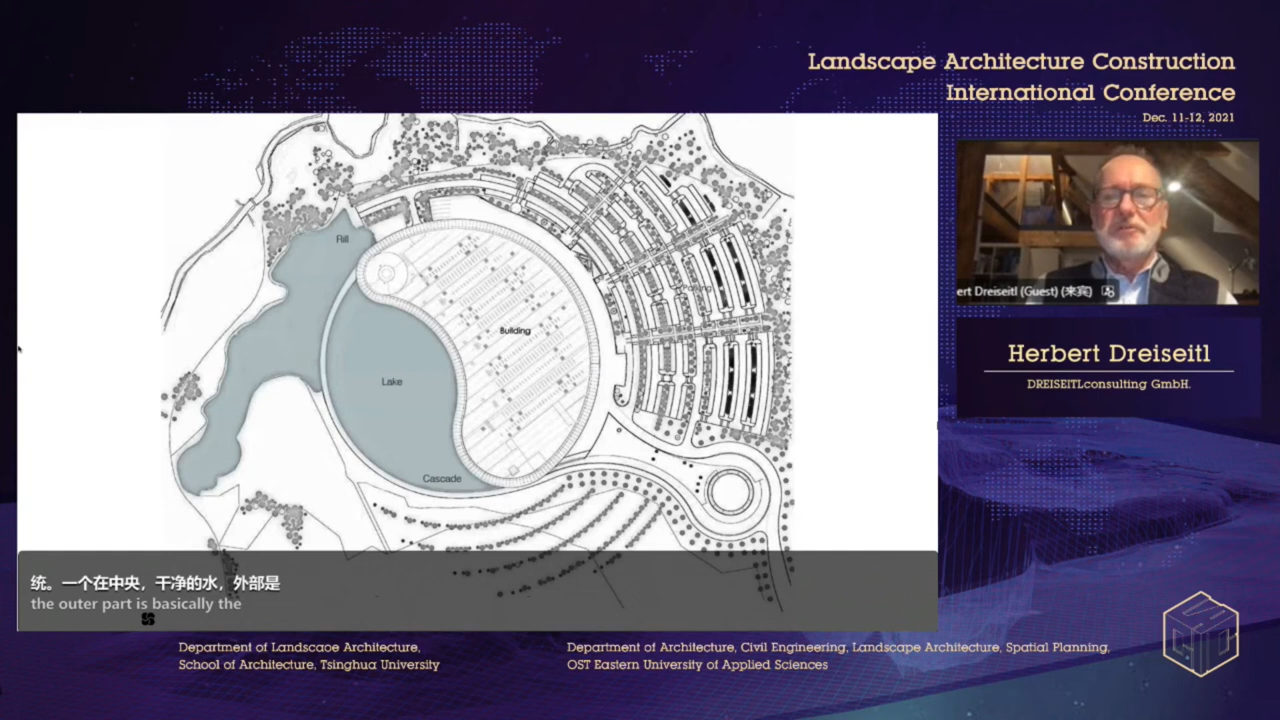 Landscape Architecture Construction
International Conference
Dec. 11-12, 2021
Rill
Building
Parking
Lake
Cascade
ert Dreiseitl (Guest) (来宾)
Herbert Dreiseitl
DREISEITLconsulting GmbH.
统。一个在中央，干净的水，外部是
the outer part is basically the
Department of Landscape Architecture,
School of Architecture, Tsinghua University
Department of Architecture, Civil Engineering, Landscape Architecture, Spatial Planning,
OST Eastern University of Applied Sciences